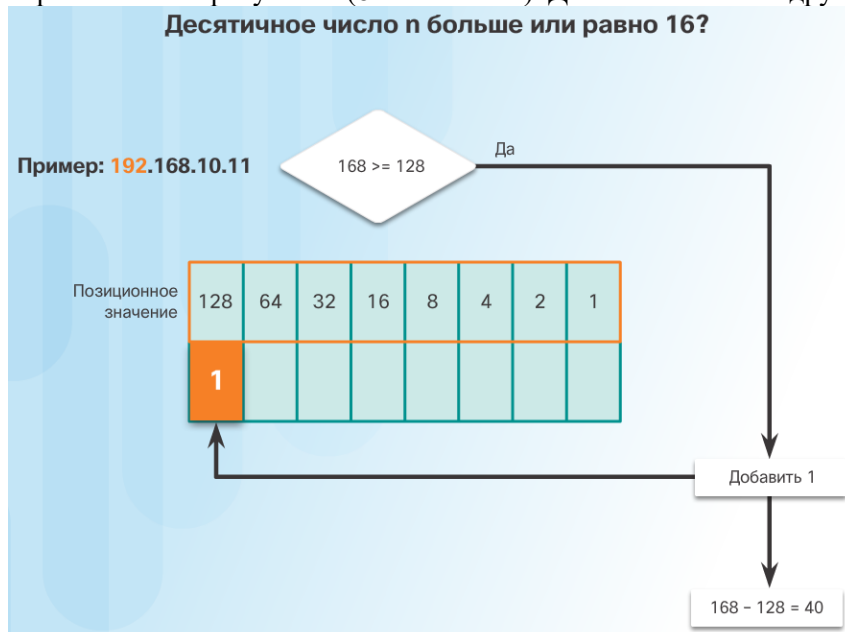 Десятичное число n больше или равно 16?
Пример: 192.168.10.11
168 >= 128
Да
Позиционное
значение
128 64 32 16 8 4 2 1
1
Добавить 1
168 – 128 = 40